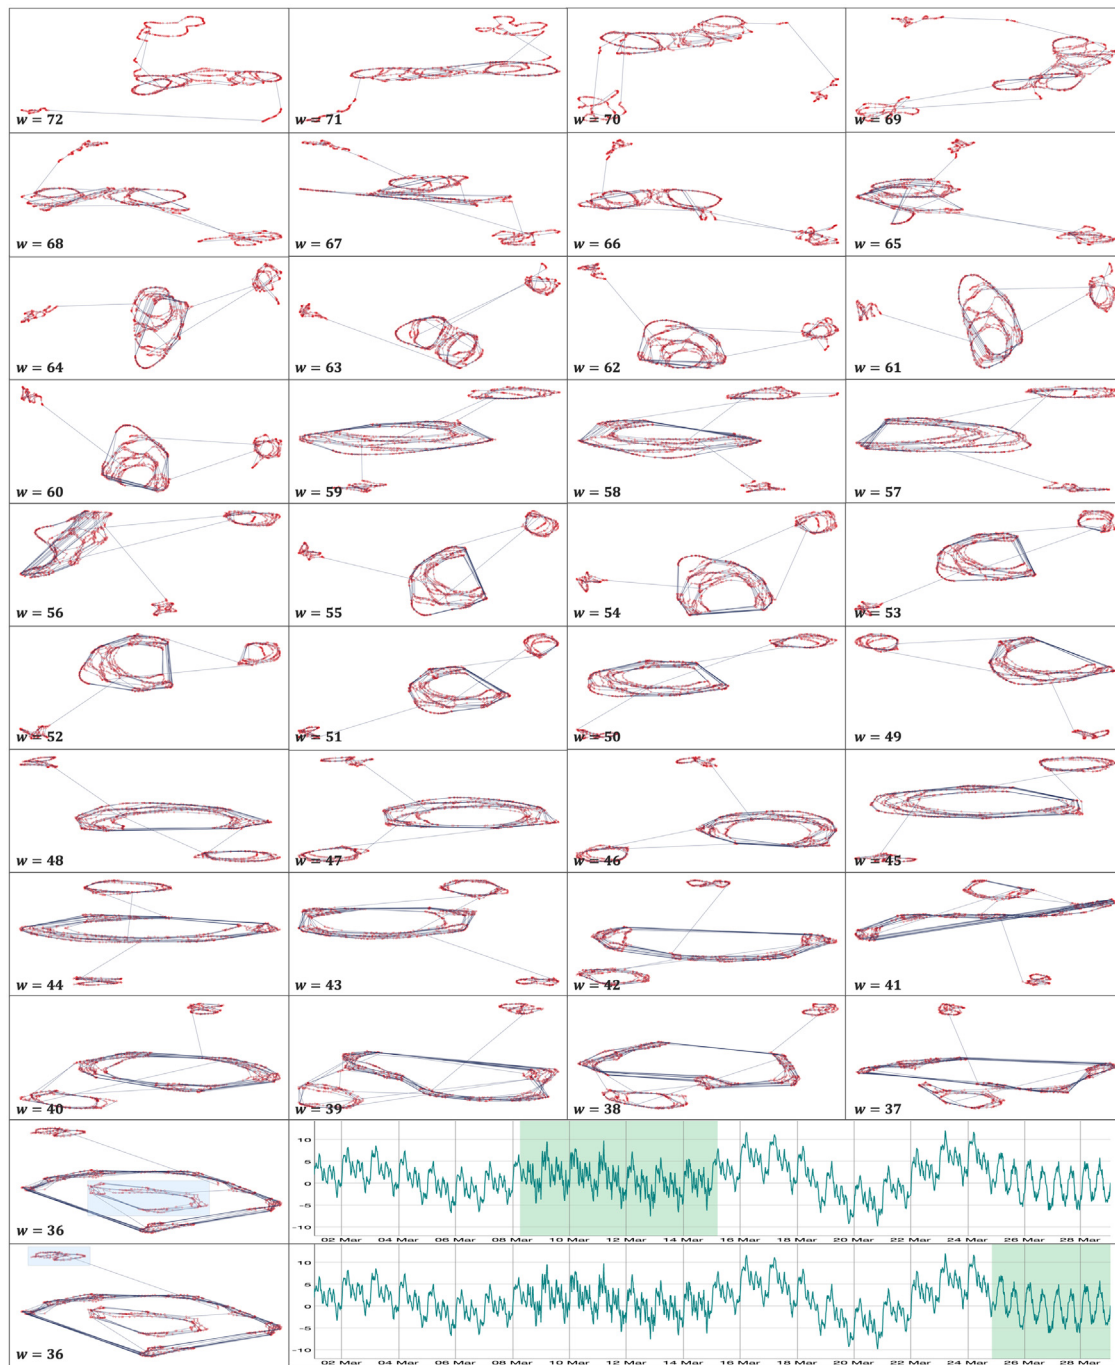 w = 72
w = 71
w = 70
w = 69
w = 68
w = 67
w = 66
w = 65
w = 64
w = 63
w = 62
w = 61
w = 60
w = 59
w = 58
w = 57
w = 56
w = 55
w = 54
w = 53
w = 52
w = 51
w = 50
w = 49
w = 48
w = 47
w = 46
w = 45
w = 44
w = 43
w = 42
w = 41
w = 40
w = 39
w = 38
w = 37
10
5
0
-5
-10
w = 36
02 Mar 04 Mar 06 Mar 08 Mar 10 Mar 12 Mar 14 Mar 16 Mar 18 Mar 20 Mar 22 Mar 24 Mar 26 Mar 28 Mar
10
5
0
-5
-10
w = 36
02 Mar 04 Mar 06 Mar 08 Mar 10 Mar 12 Mar 14 Mar 16 Mar 18 Mar 20 Mar 22 Mar 24 Mar 26 Mar 28 Mar